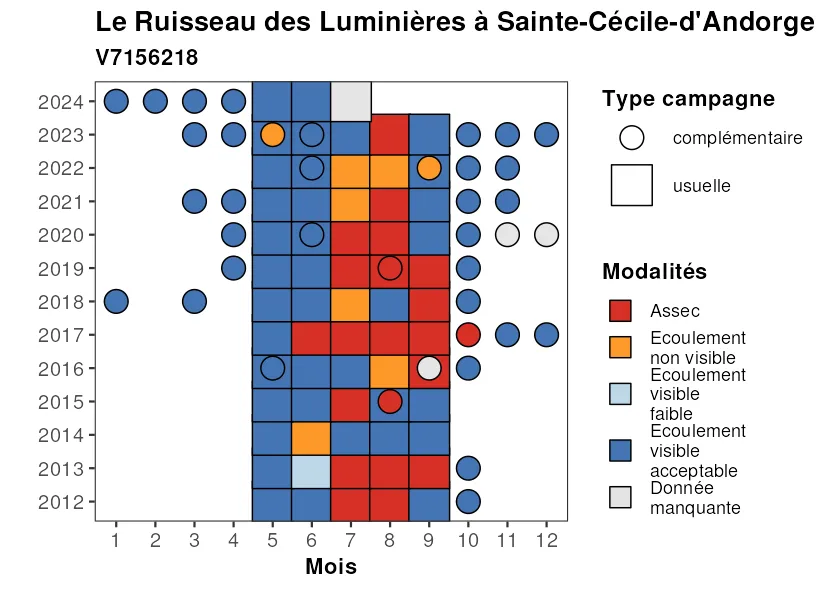 Le Ruisseau des Luminières à Sainte-Cécile-d'Andorge
V7156218
2024
2023
2022
2021
2020
2019
2018
2017
2016
2015
2014
2013
2012
1 2 3 4 5 6 7 8 9 10 11 12
Mois
Type campagne
complémentaire
usuelle
Modalités
Assec
Ecoulement
non visible
Ecoulement
visible
faible
Ecoulement
visible
acceptable
Donnée
manquante